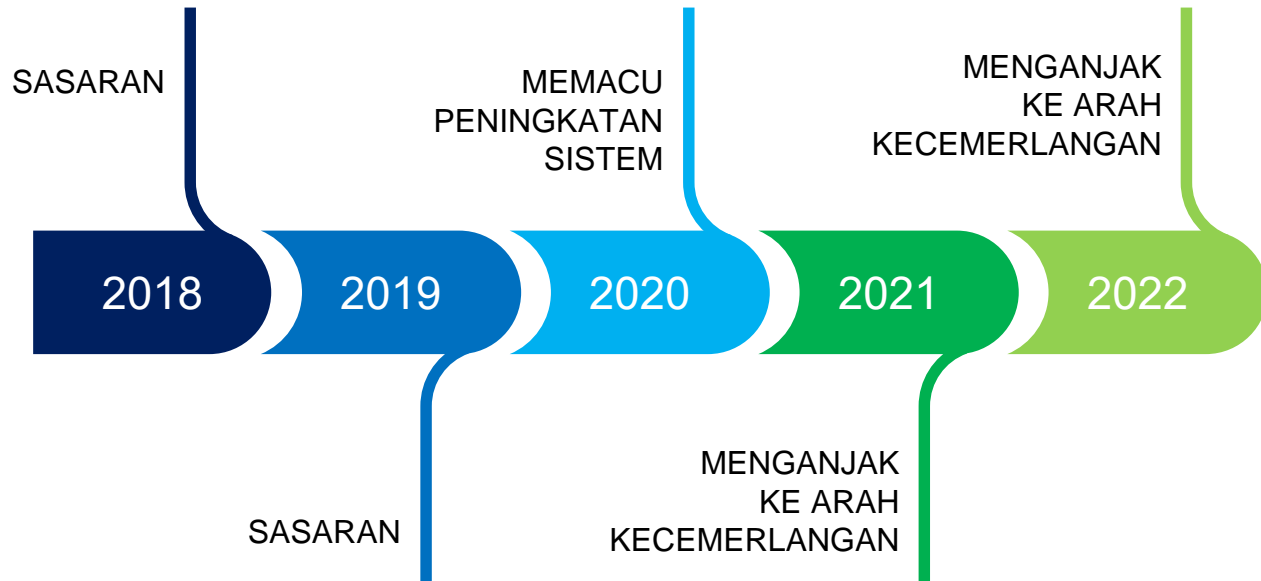 SASARAN
MEMACU
PENINGKATAN
SISTEM
MENGANJAK
KE ARAH
KECEMERLANGAN
2018
2019
2020
2021
2022
SASARAN
MENGANJAK
KE ARAH
KECEMERLANGAN